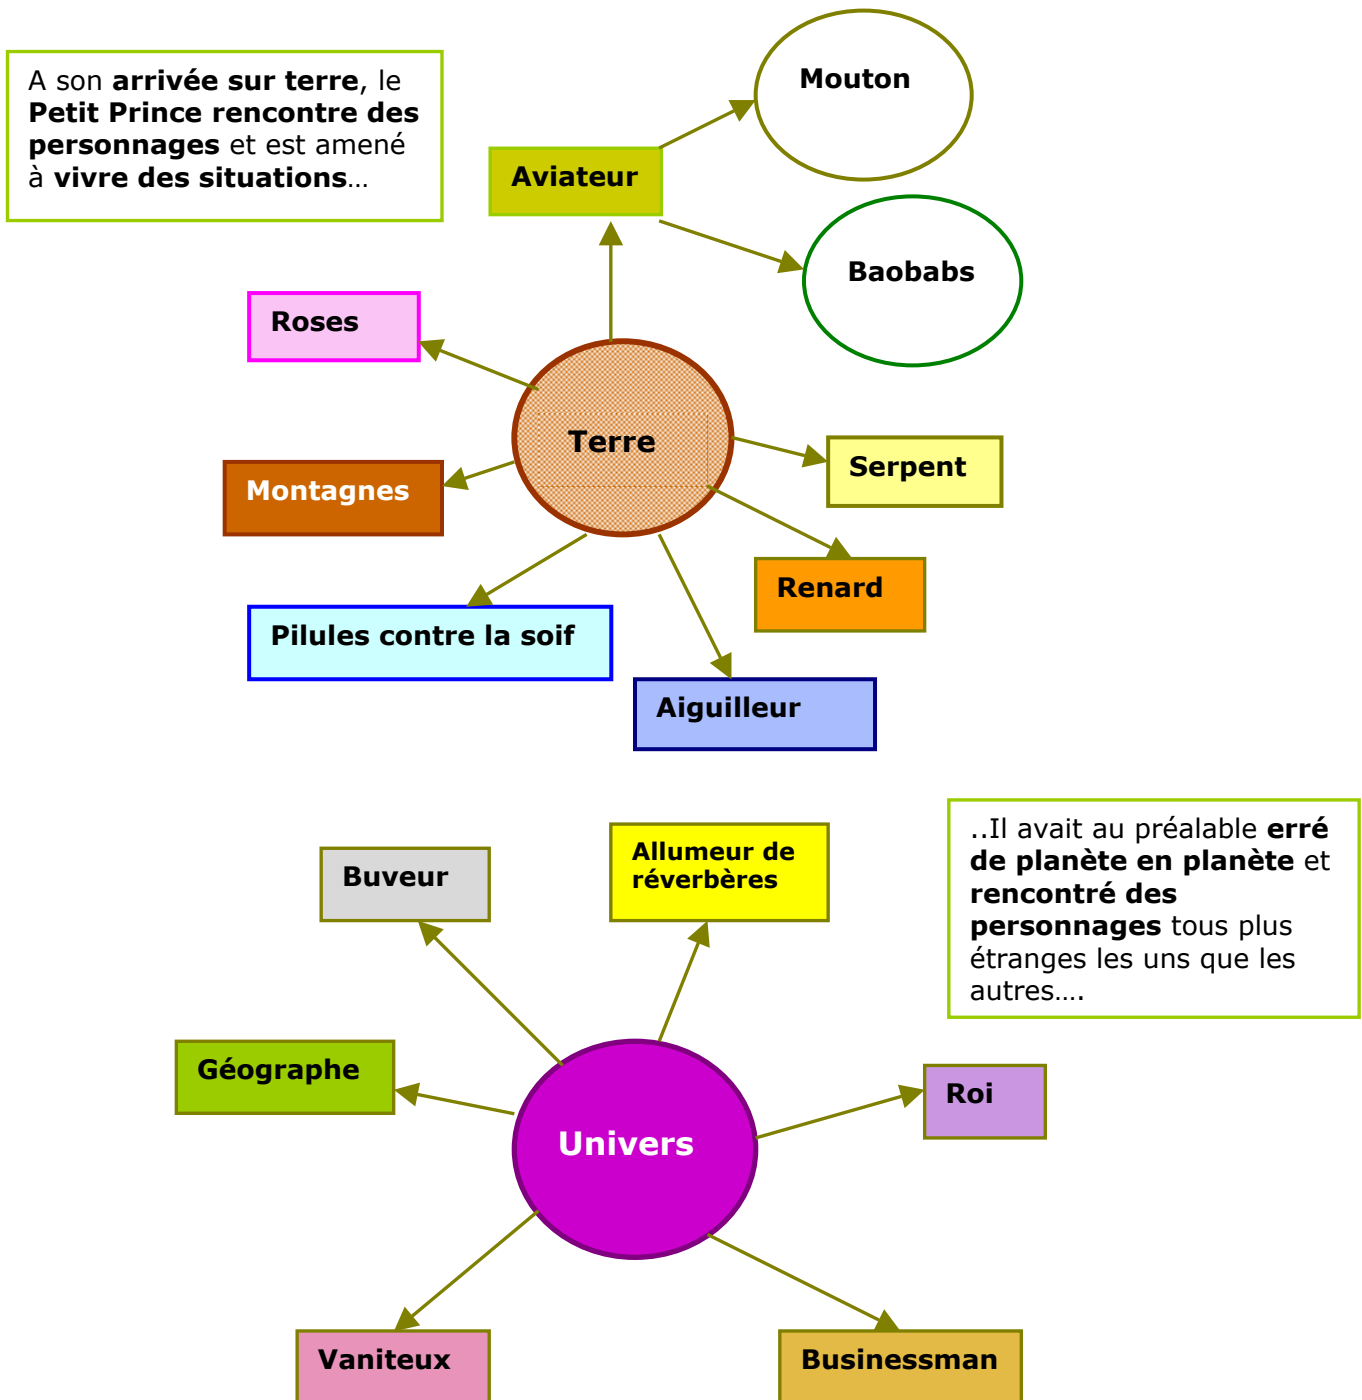 A son arrivée sur terre, le
Petit Prince rencontre des
personnages et est amené
à vivre des situations…
Mouton
Aviateur
Baobabs
Roses
Terre
Serpent
Montagnes
Renard
Pilules contre la soif
Aiguilleur
..Il avait au préalable erré
de planète en planète et
rencontré des
personnages tous plus
étranges les uns que les
autres….
Allumeur de
réverbères
Buveur
Géographe
Roi
Univers
Vaniteux
Businessman